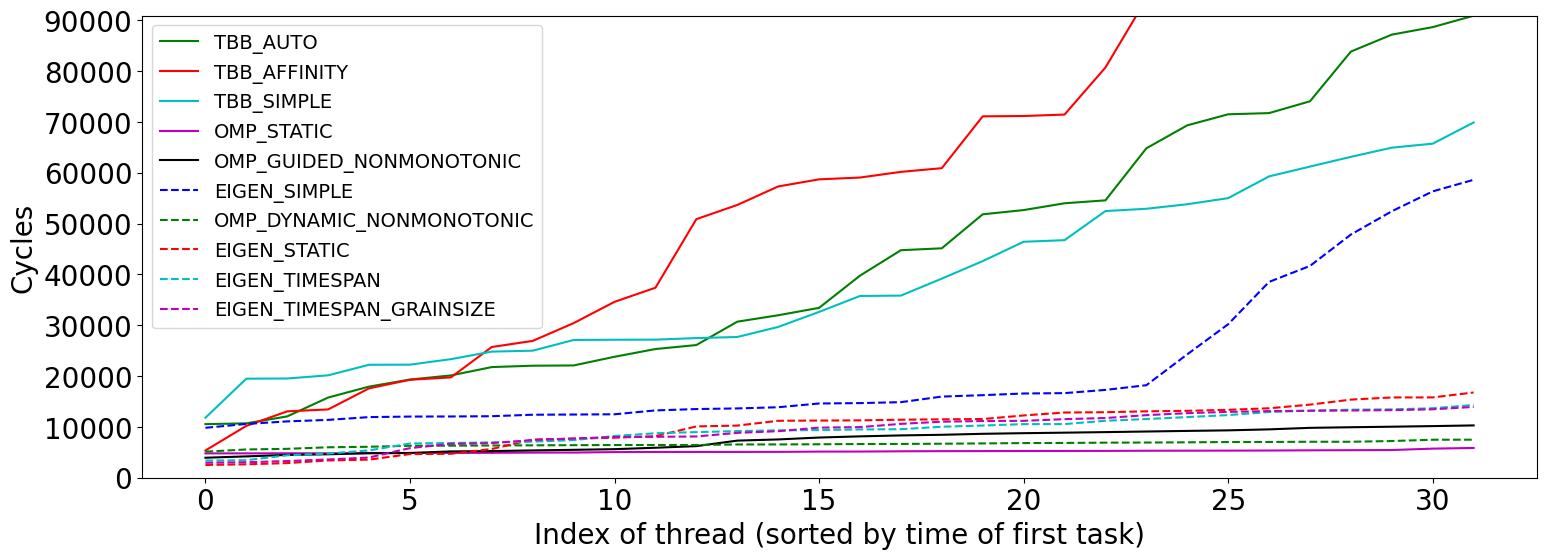 90000
80000
70000
60000
50000
40000
30000
20000
10000
0
Cycles
TBB_AUTO
TBB_AFFINITY
TBB_SIMPLE
OMP_STATIC
OMP_GUIDED_NONMONOTONIC
EIGEN_SIMPLE
OMP_DYNAMIC_NONMONOTONIC
EIGEN_STATIC
EIGEN_TIMESPAN
EIGEN_TIMESPAN_GRAINSIZE
0 5 10 15 20 25 30
Index of thread (sorted by time of first task)